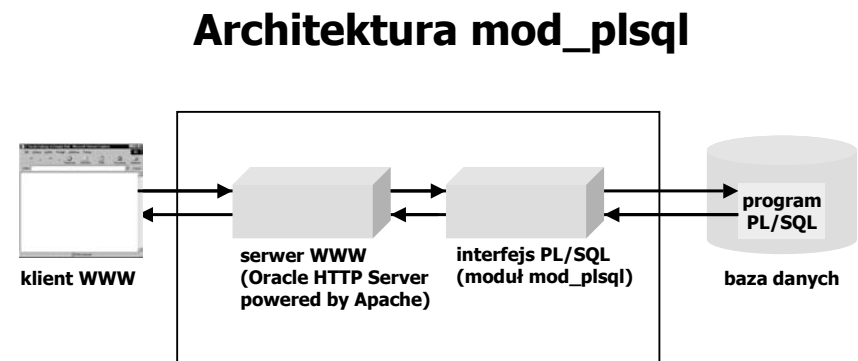 Architektura mod_plsql
program
PL/SQL
klient WWW
serwer WWW
(Oracle HTTP Server
powered by Apache)
interfejs PL/SQL
(moduł mod_plsql)
baza danych